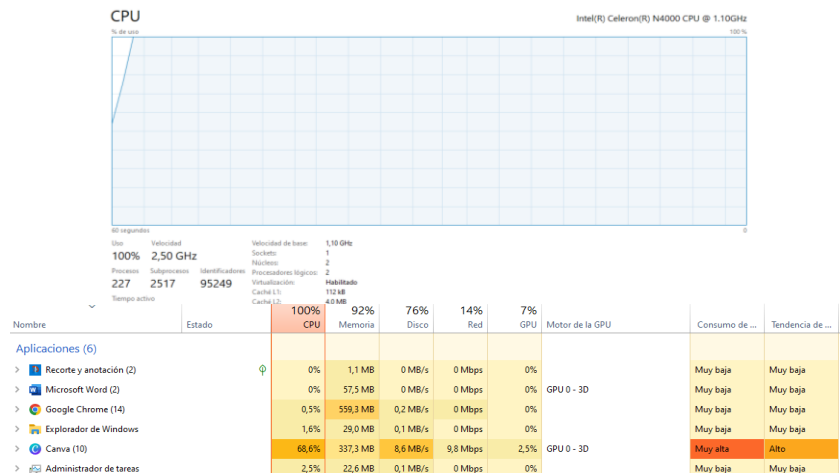 CPU
Intel(R) Celeron(R) N4000 CPU @ 1.10GHz
% de uso
100 %
60 segundos
0
Uso Velocidad
100% 2,50 GHz
Procesos Subprocesos Identificadores
227 2517 95249
Tiempo activo
Velocidad de base: 1,10 GHz
Sockets: 1
Núcleos: 2
Procesadores lógicos: 2
Virtualización: Habilitado
Caché L1: 112 kB
Caché L2: 4.0 MB
100% 92% 76% 14% 7%
Nombre Estado CPU Memoria Disco Red GPU Motor de la GPU Consumo de ... Tendencia de ...
Aplicaciones (6)
Recorte y anotación (2) 0% 1,1 MB 0 MB/s 0 Mbps 0% Muy baja Muy baja
Microsoft Word (2) 0% 57,5 MB 0 MB/s 0 Mbps 0% GPU 0 - 3D Muy baja Muy baja
Google Chrome (14) 0,5% 559,3 MB 0,2 MB/s 0 Mbps 0% Muy baja Muy baja
Explorador de Windows 1,6% 29,0 MB 0,1 MB/s 0 Mbps 0% Muy baja Muy baja
Canva (10) 68,6% 337,3 MB 8,6 MB/s 9,8 Mbps 2,5% GPU 0 - 3D Muy alta Alto
Administrador de tareas 2,5% 22,6 MB 0,1 MB/s 0 Mbps 0% Muy baja Muy baja